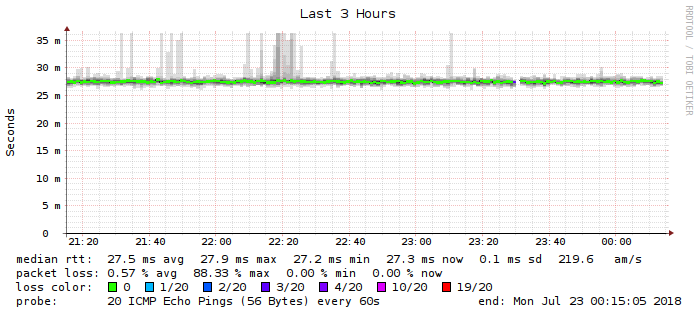 Last 3 Hours
RRDTOOL / TOBI OETIKER
Seconds
35 m
30 m
25 m
20 m
15 m
10 m
5 m
0
21:20 21:40 22:00 22:20 22:40 23:00 23:20 23:40 00:00
median rtt: 27.5 ms avg 27.9 ms max 27.2 ms min 27.3 ms now 0.1 ms sd 219.6 am/s
packet loss: 0.57 % avg 88.33 % max 0.00 % min 0.00 % now
loss color: 0 1/20 2/20 3/20 4/20 10/20 19/20
probe: 20 ICMP Echo Pings (56 Bytes) every 60s end: Mon Jul 23 00:15:05 2018